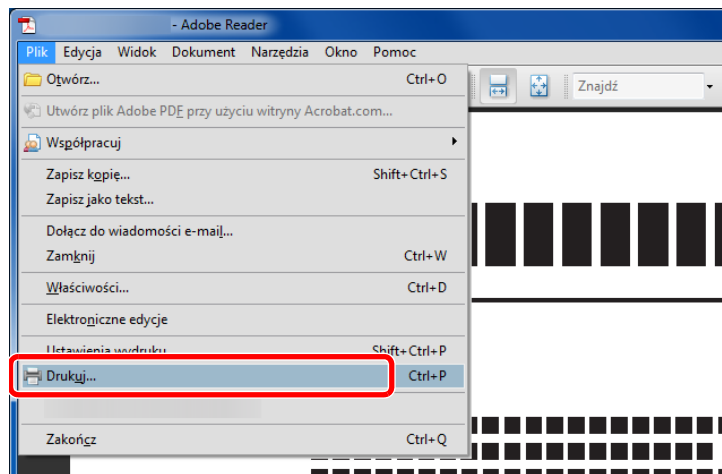 - Adobe Reader
Plik Edycja Widok Dokument Narzędzia Okno Pomoc
Otwórz... Ctrl+O
Znajdź
Utwórz plik Adobe PDF przy użyciu witryny Acrobat.com...
Współpracuj
Zapisz kopię... Shift+Ctrl+S
Zapisz jako tekst...
Dołącz do wiadomości e-mail...
Zamknij Ctrl+W
Właściwości... Ctrl+D
Elektroniczne edycje
Ustawienia wydruku Shift+Ctrl+P
Drukuj... Ctrl+P
Zakończ Ctrl+Q